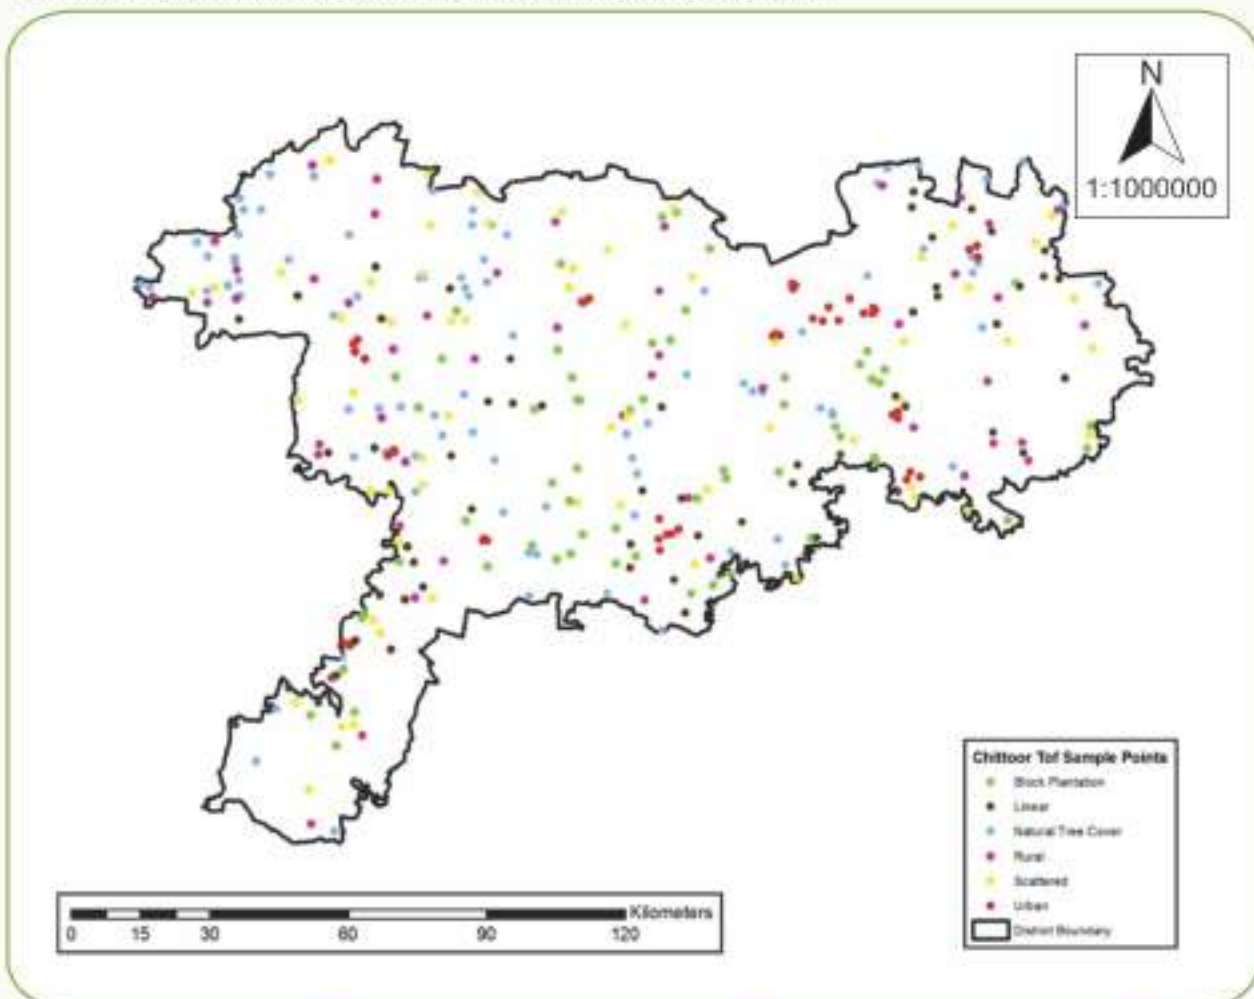 N
1:1000000
Chittoor Tof Sample Points
Block Plantation
Linear
Natural Tree Cover
Rural
Scattered
Urban
District Boundary
Kilometers
0 15 30 60 90 120